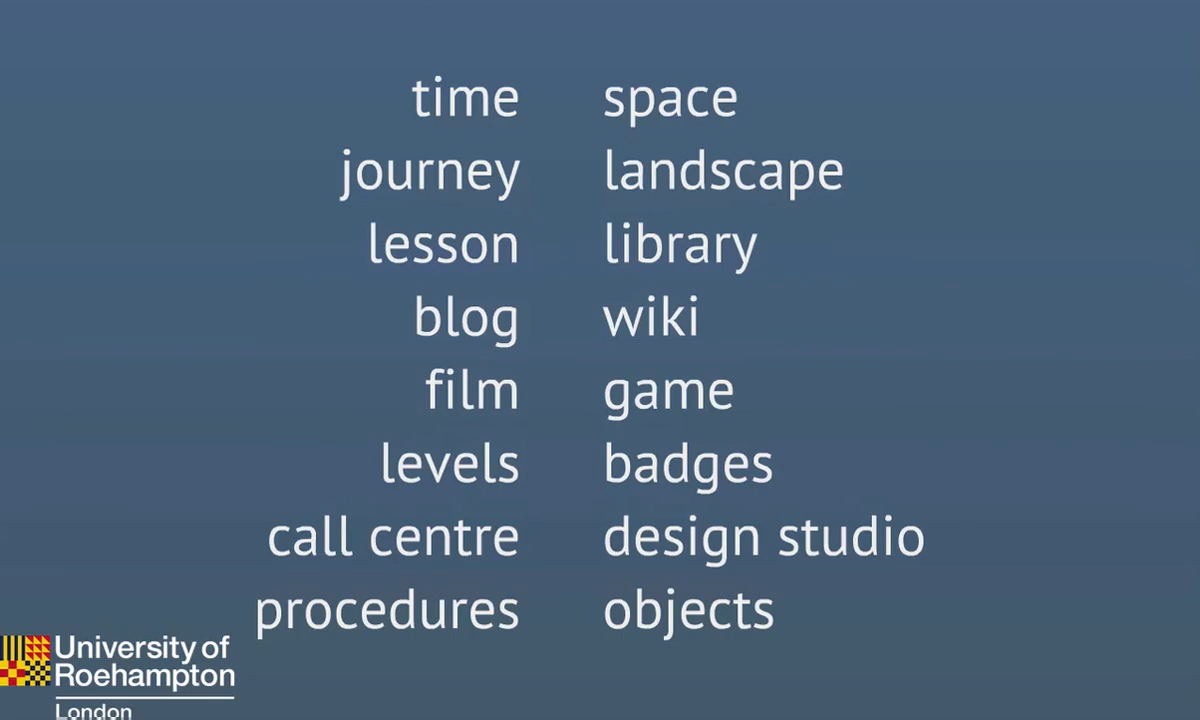 time space
journey landscape
lesson library
blog wiki
film game
levels badges
call centre design studio
procedures objects
University of
Roehampton
London